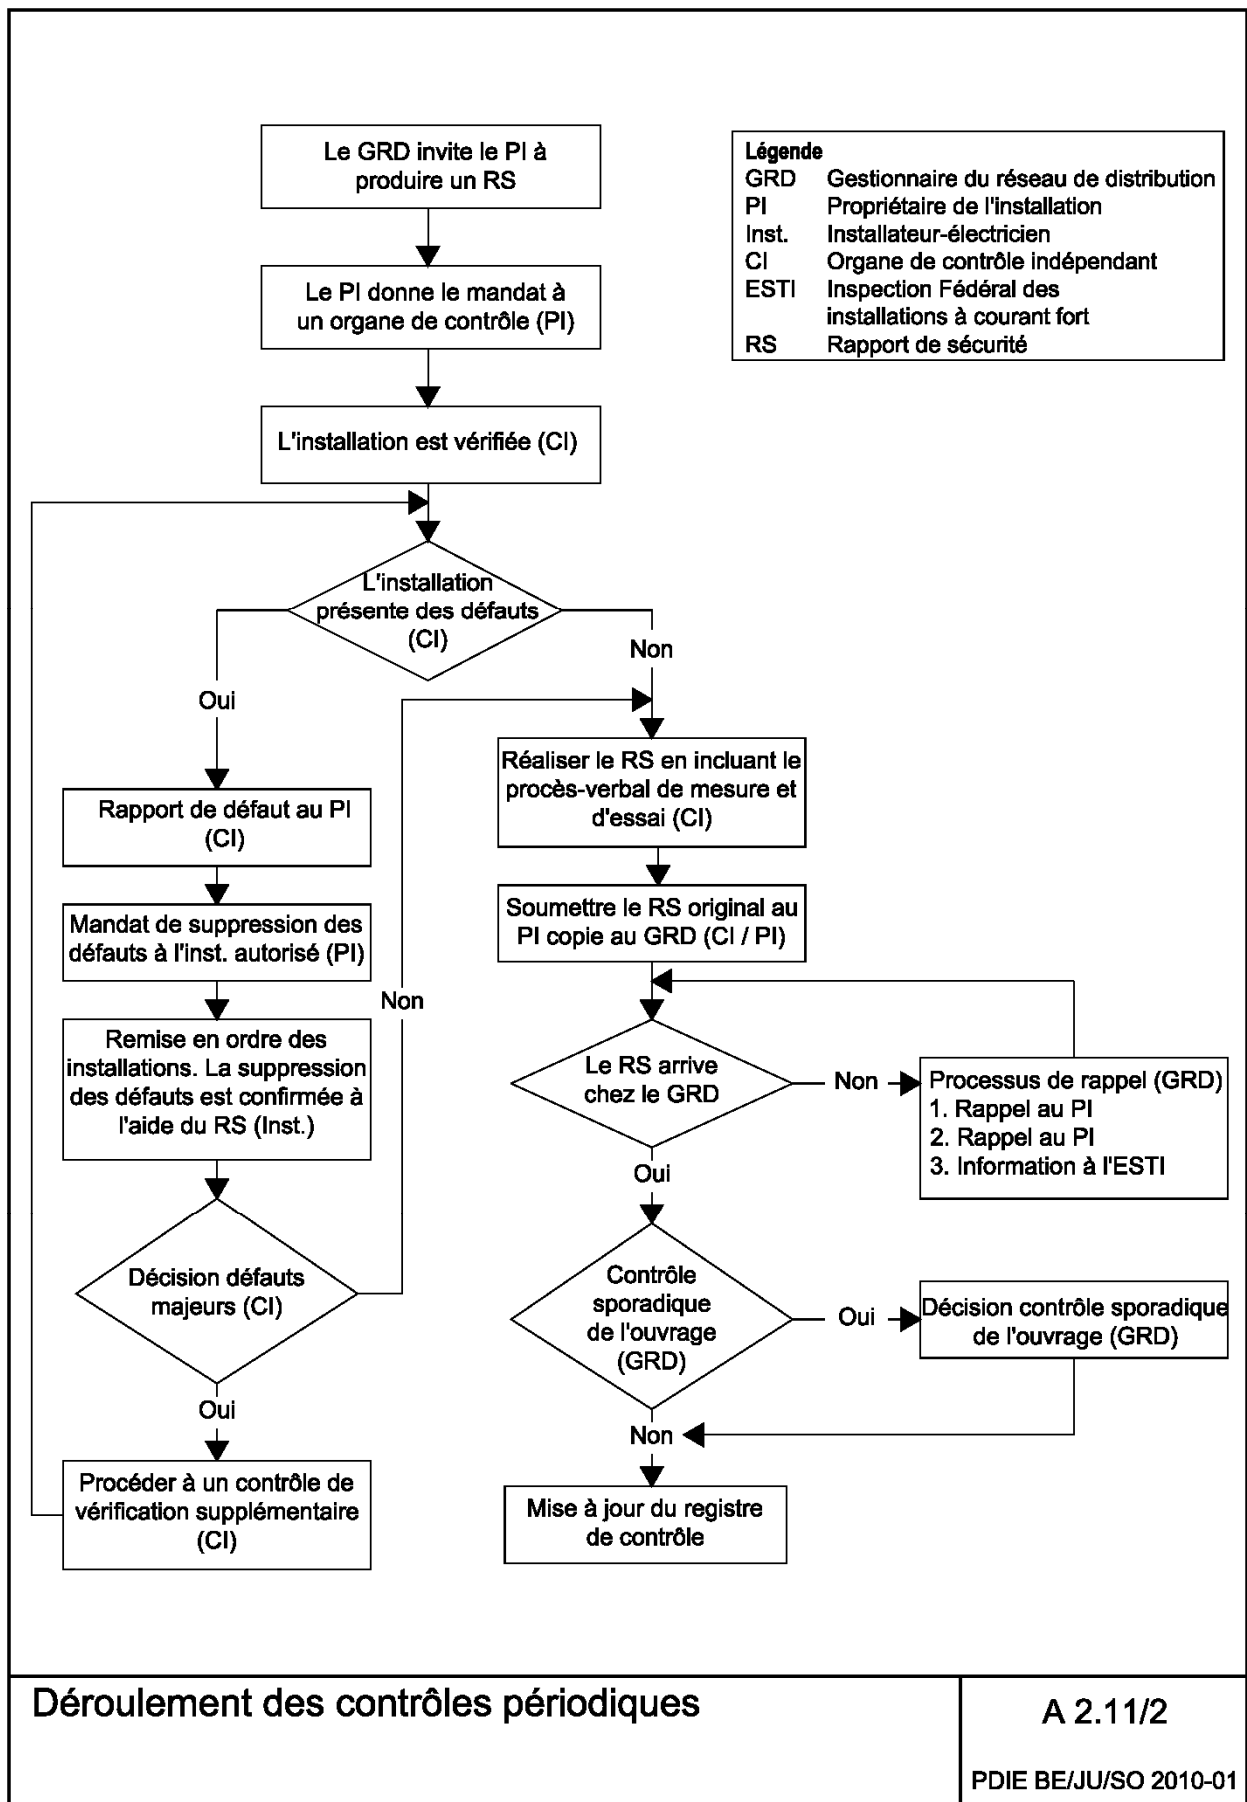 Le GRD invite le PI à
produire un RS
Légende
GRD Gestionnaire du réseau de distribution
PI Propriétaire de l'installation
Inst. Installateur-électricien
CI Organe de contrôle indépendant
ESTI Inspection Fédéral des
installations à courant fort
RS Rapport de sécurité
Le PI donne le mandat à
un organe de contrôle (PI)
L'installation est vérifiée (CI)
L'installation
présente des défauts
(CI)
Oui
Non
Rapport de défaut au PI
(CI)
Mandat de suppression des
défauts à l'inst. autorisé (PI)
Remise en ordre des
installations. La suppression
des défauts est confirmée à
l'aide du RS (Inst.)
Décision défauts
majeurs (CI)
Non
Oui
Procéder à un contrôle de
vérification supplémentaire
(CI)
Réaliser le RS en incluant le
procès-verbal de mesure et
d'essai (CI)
Soumettre le RS original au
PI copie au GRD (CI / PI)
Le RS arrive
chez le GRD
Non
Processus de rappel (GRD)
1. Rappel au PI
2. Rappel au PI
3. Information à l'ESTI
Oui
Contrôle
sporadique
de l'ouvrage
(GRD)
Oui
Décision contrôle sporadique
de l'ouvrage (GRD)
Non
Mise à jour du registre
de contrôle
Déroulement des contrôles périodiques
A 2.11/2
PDIE BE/JU/SO 2010-01